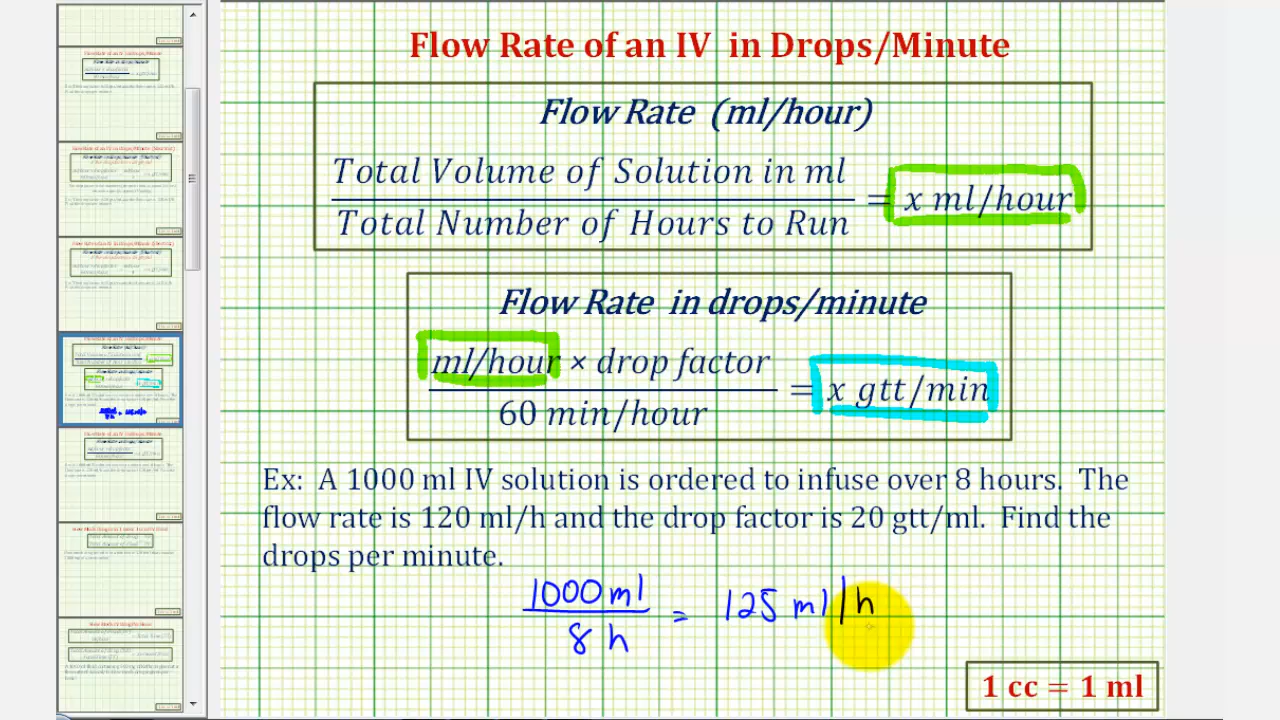 Flow Rate of an IV in Drops/Minute
Flow Rate (ml/hour)
Total Volume of Solution in ml
Total Number of Hours to Run
= x ml/hour
Flow Rate in drops/minute
ml/hour × drop factor
60 min/hour
= x gtt/min
Ex: A 1000 ml IV solution is ordered to infuse over 8 hours. The
flow rate is 120 ml/h and the drop factor is 20 gtt/ml. Find the
drops per minute.
1000 ml
8 h
= 125 ml/h
1 cc = 1 ml